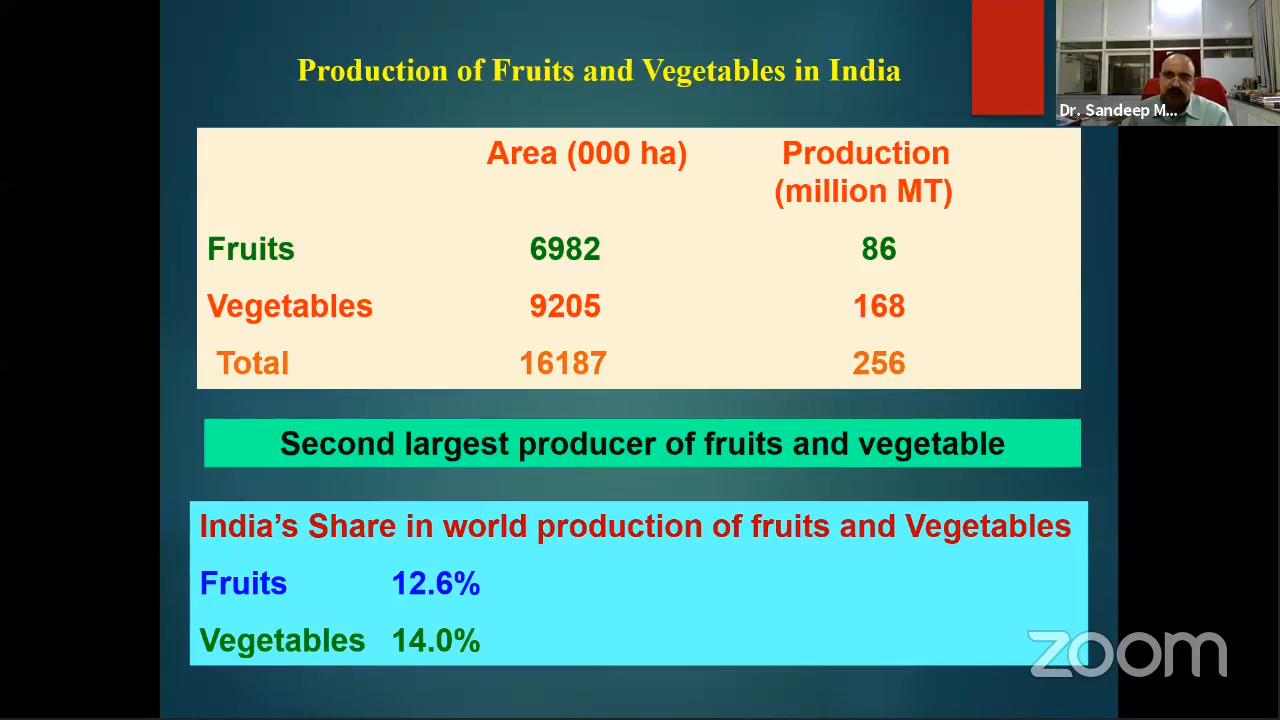 Production of Fruits and Vegetables in India
Dr. Sandeep M...
Area (000 ha) Production
(million MT)
Fruits 6982 86
Vegetables 9205 168
Total 16187 256
Second largest producer of fruits and vegetable
India's Share in world production of fruits and Vegetables
Fruits 12.6%
Vegetables 14.0%
zoom